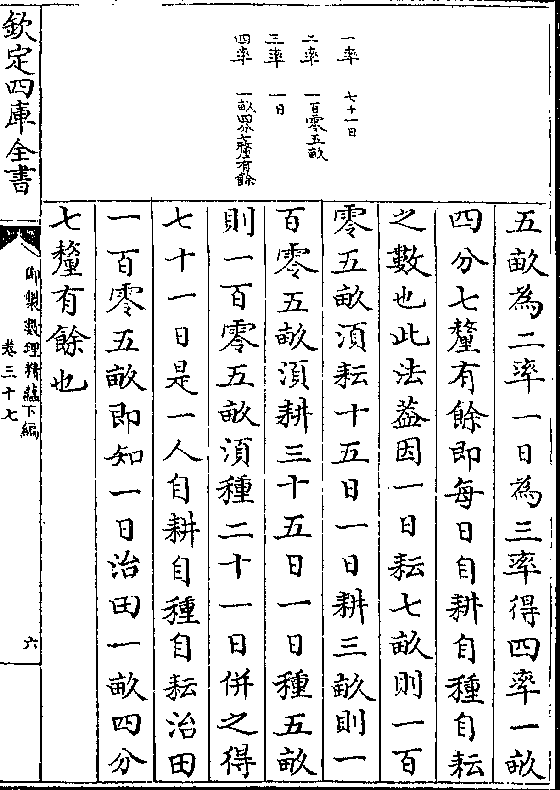 一率 七十一日
二率 一百零五畝
三率 一日
四率 一畝四分七釐有餘
五畝為二率一日為三率得四率一畝
四分七釐有餘即每日自耕自種自耘
之數也此法葢因一日耘七畝則一百
零五畝須耘十五日一日耕三畝則一
百零五畝須耕三十五日一日種五畝
則一百零五畝須種二十一日併之得
七十一日是一人自耕自種自耘治田
一百零五畝即知一日治田一畝四分
七釐有餘也
欽定四庫全書
御製數理精藴下編
卷三十七
六